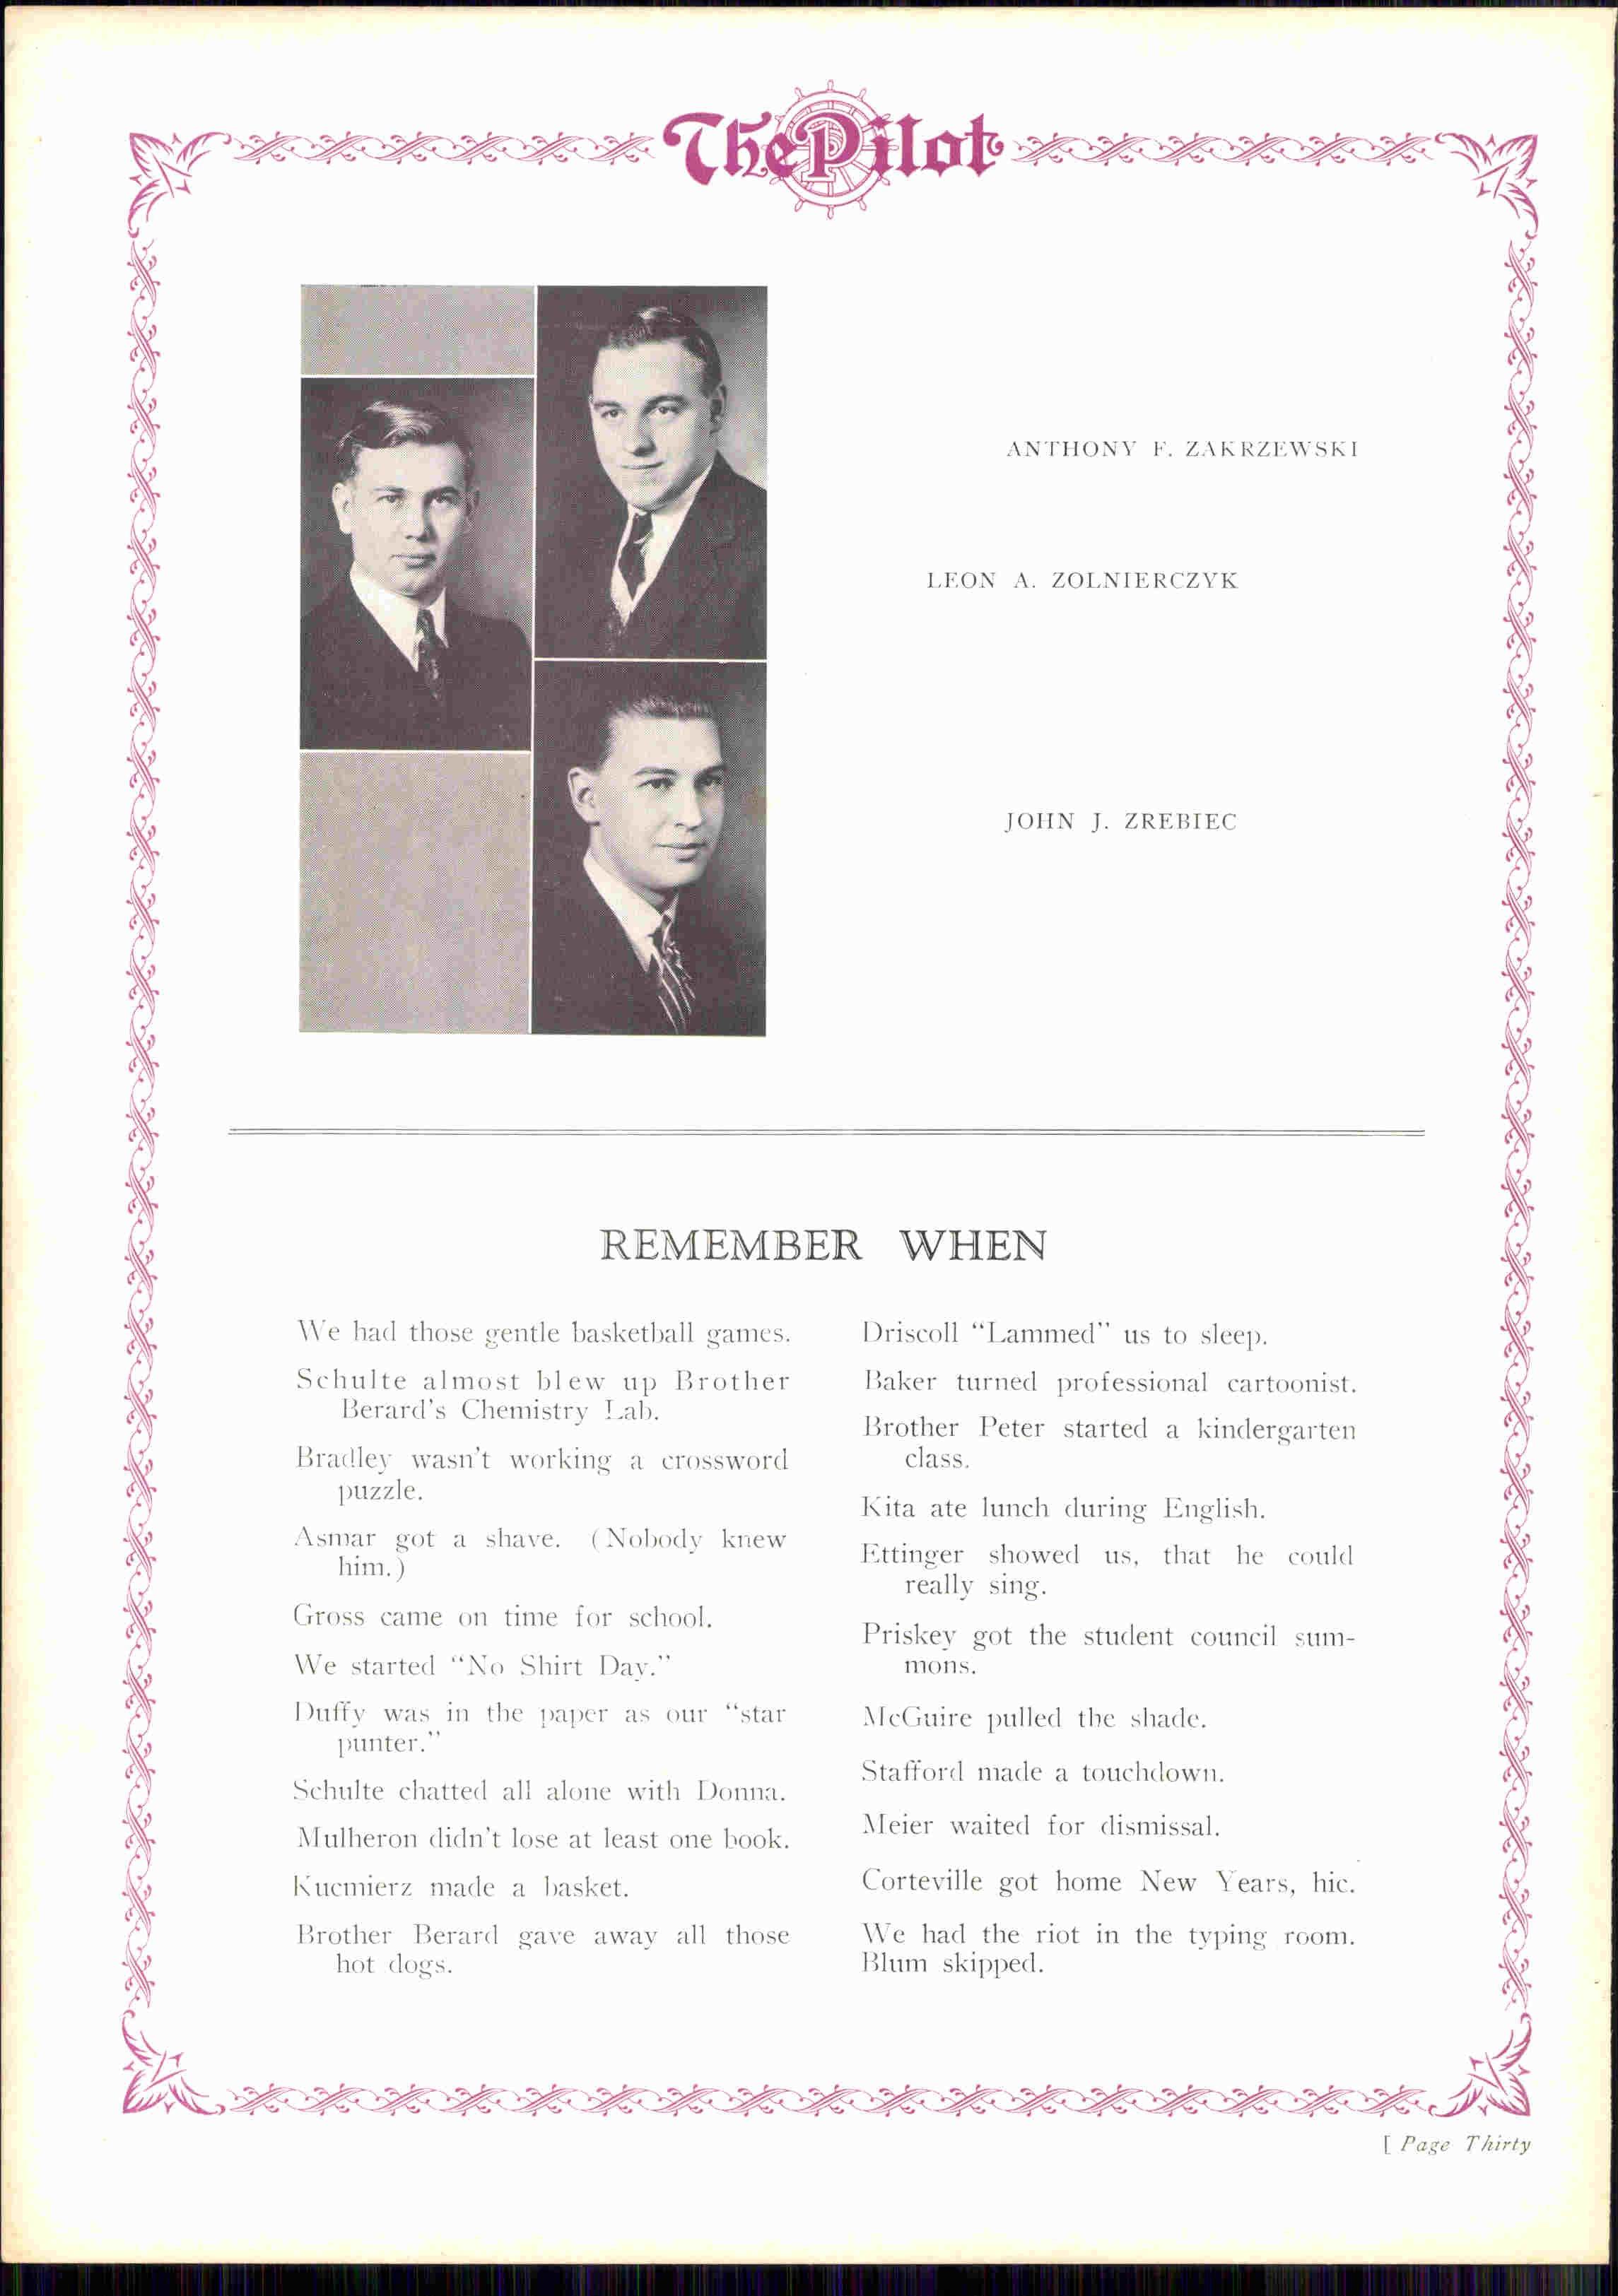 The Pilot
ANTHONY F. ZAKRZEWSKI
LEON A. ZOLNIERCZYK
JOHN J. ZREBIEC
REMEMBER WHEN
We had those gentle basketball games.
Schulte almost blew up Brother
Berard's Chemistry Lab.
Bradley wasn't working a crossword
puzzle.
Asmar got a shave. (Nobody knew
him.)
Gross came on time for school.
We started "No Shirt Day."
Duffy was in the paper as our "star
punter."
Schulte chatted all alone with Donna.
Mulheron didn't lose at least one book.
Kucmierz made a basket.
Brother Berard gave away all those
hot dogs.
Driscoll "Lammed" us to sleep.
Baker turned professional cartoonist.
Brother Peter started a kindergarten
class.
Kita ate lunch during English.
Ettinger showed us, that he could
really sing.
Priskey got the student council sum-
mons.
McGuire pulled the shade.
Stafford made a touchdown.
Meier waited for dismissal.
Corteville got home New Years, hic.
We had the riot in the typing room.
Blum skipped.
[ Page Thirty